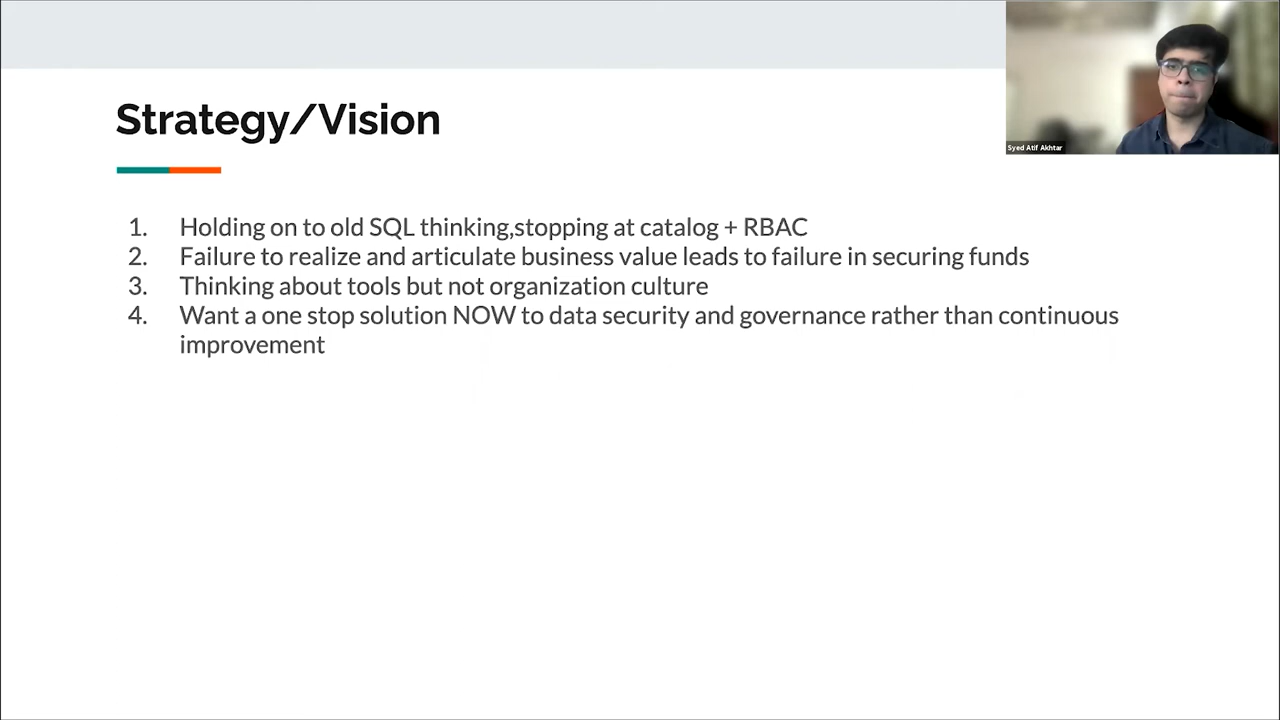 Strategy/Vision
Syed Atif Akhtar
1. Holding on to old SQL thinking,stopping at catalog + RBAC
2. Failure to realize and articulate business value leads to failure in securing funds
3. Thinking about tools but not organization culture
4. Want a one stop solution NOW to data security and governance rather than continuous
improvement